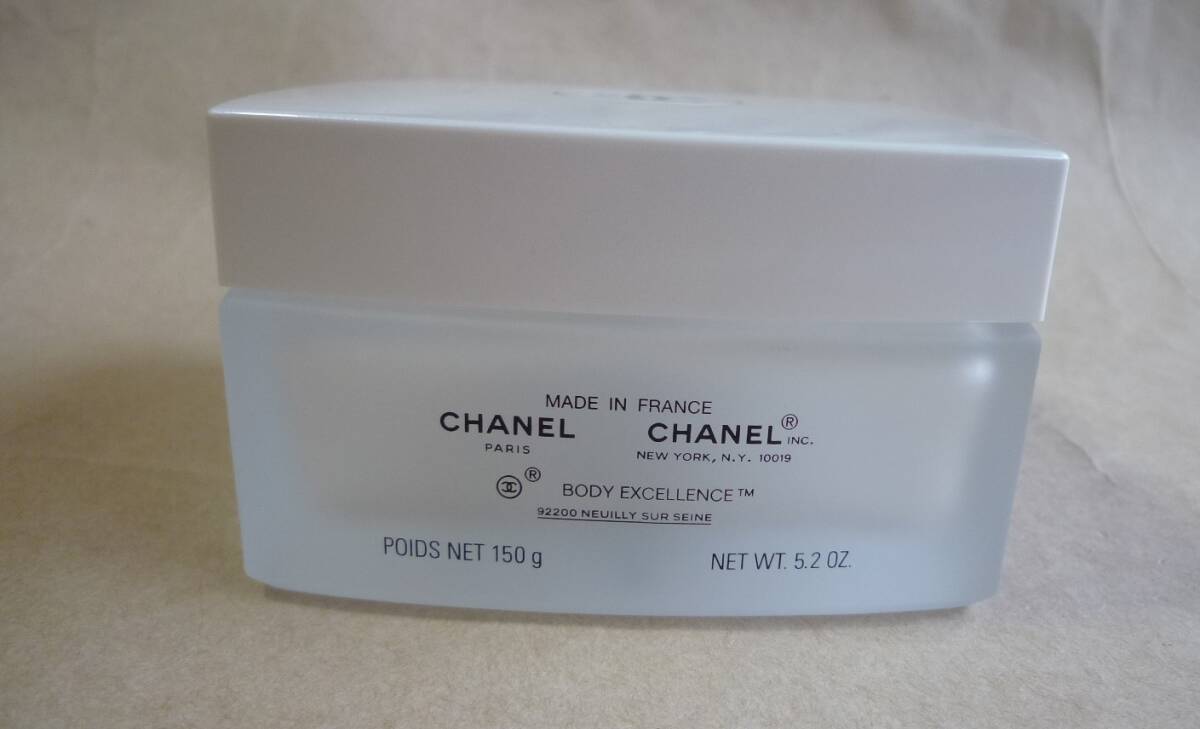 MADE IN FRANCE
CHANEL CHANEL® INC.
PARIS NEW YORK, N.Y. 10019
® BODY EXCELLENCE™
92200 NEUILLY SUR SEINE
POIDS NET 150 g NET WT. 5.2 OZ.